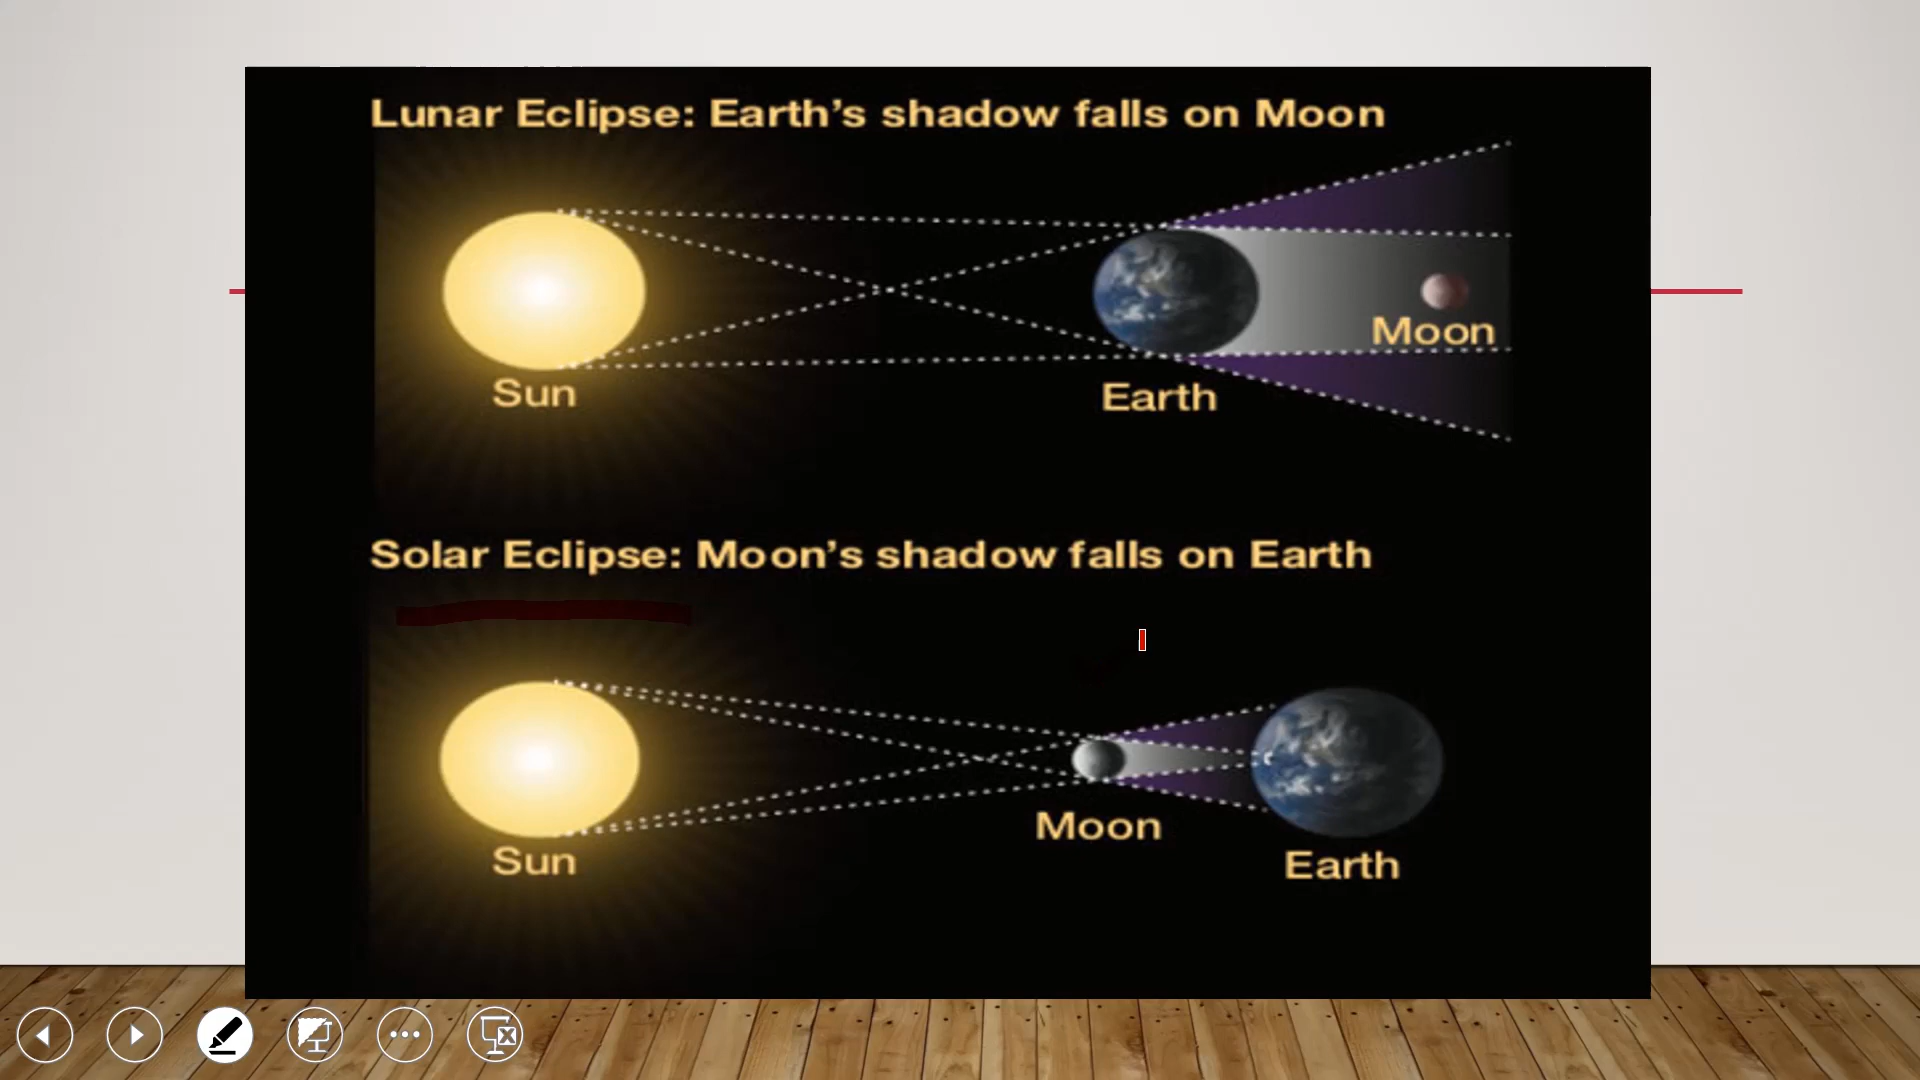 Lunar Eclipse: Earth’s shadow falls on Moon
Moon
Sun
Earth
Solar Eclipse: Moon’s shadow falls on Earth
Moon
Sun
Earth